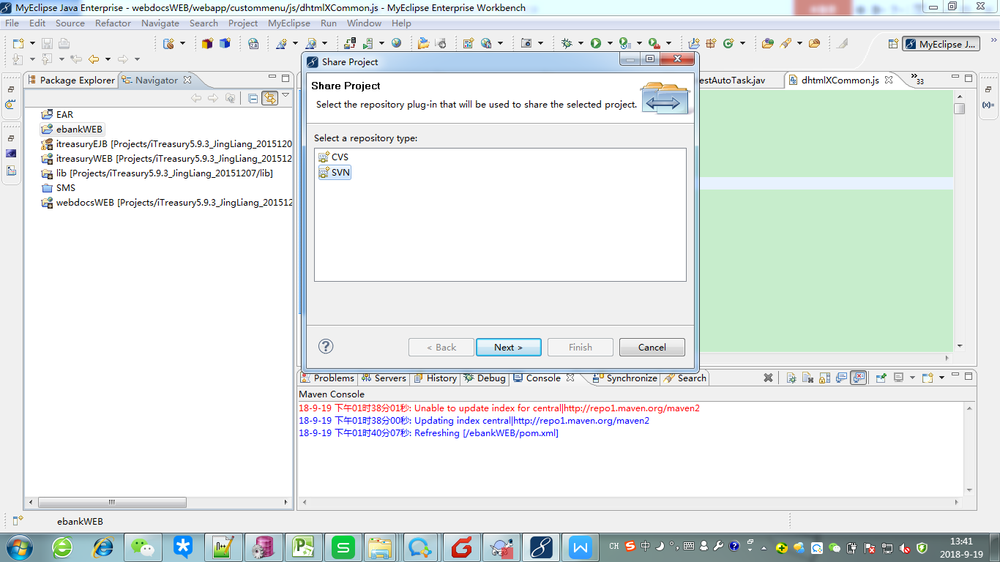 MyEclipse Java Enterprise - webdocsWEB/webapp/custommenu/js/dhtmlXCommon.js - MyEclipse Enterprise Workbench
File Edit Source Refactor Navigate Search Project MyEclipse Run Window Help
MyEclipse J...
Package Explorer Navigator
EAR
ebankWEB
itreasuryEJB [Projects/iTreasury5.9.3_JingLiang_2015120
itreasuryWEB [Projects/iTreasury5.9.3_JingLiang_201512
lib [Projects/iTreasury5.9.3_JingLiang_20151207/lib]
SMS
webdocsWEB [Projects/iTreasury5.9.3_JingLiang_201512
Share Project
Share Project
Select the repository plug-in that will be used to share the selected project.
Select a repository type:
CVS
SVN
< Back Next > Finish Cancel
estAutoTask.jav dhtmlXCommon.js 33
Problems Servers History Debug Console Synchronize Search
Maven Console
18-9-19 下午01时38分01秒: Unable to update index for central|http://repo1.maven.org/maven2
18-9-19 下午01时38分00秒: Updating index central|http://repo1.maven.org/maven2
18-9-19 下午01时40分07秒: Refreshing [/ebankWEB/pom.xml]
ebankWEB
CH 中
13:41
2018-9-19